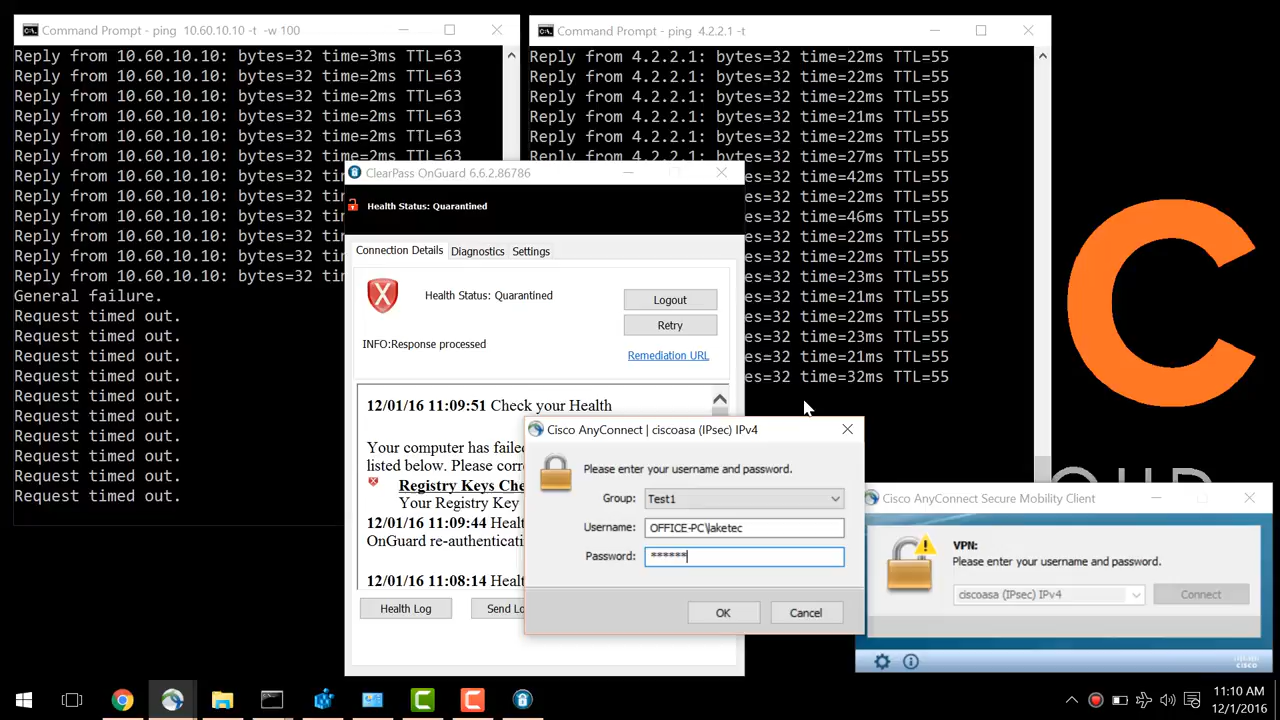 Command Prompt - ping  10.60.10.10 -t  -w 100
Reply from 10.60.10.10: bytes=32 time=3ms TTL=63
Reply from 10.60.10.10: bytes=32 time=2ms TTL=63
Reply from 10.60.10.10: bytes=32 time=2ms TTL=63
Reply from 10.60.10.10: bytes=32 time=2ms TTL=63
Reply from 10.60.10.10: bytes=32 time=2ms TTL=63
Reply from 10.60.10.10: bytes=32 time=2ms TTL=63
Reply from 10.60.10.10: bytes=32
Reply from 10.60.10.10: bytes=32
Reply from 10.60.10.10: bytes=32
Reply from 10.60.10.10: bytes=32
Reply from 10.60.10.10: bytes=32
Reply from 10.60.10.10: bytes=32
General failure.
Request timed out.
Request timed out.
Request timed out.
Request timed out.
Request timed out.
Request timed out.
Request timed out.
Request timed out.
Request timed out.
Request timed out.
Command Prompt - ping  4.2.2.1 -t
Reply from 4.2.2.1: bytes=32 time=22ms TTL=55
Reply from 4.2.2.1: bytes=32 time=22ms TTL=55
Reply from 4.2.2.1: bytes=32 time=22ms TTL=55
Reply from 4.2.2.1: bytes=32 time=21ms TTL=55
Reply from 4.2.2.1: bytes=32 time=22ms TTL=55
Reply from 4.2.2.1: bytes=32 time=27ms TTL=55
es=32 time=42ms TTL=55
es=32 time=22ms TTL=55
es=32 time=46ms TTL=55
es=32 time=22ms TTL=55
es=32 time=22ms TTL=55
es=32 time=23ms TTL=55
es=32 time=21ms TTL=55
es=32 time=22ms TTL=55
es=32 time=23ms TTL=55
es=32 time=21ms TTL=55
es=32 time=32ms TTL=55
ClearPass OnGuard 6.6.2.86786
Health Status: Quarantined
Connection Details Diagnostics Settings
Health Status: Quarantined
Logout
Retry
INFO:Response processed
Remediation URL
12/01/16 11:09:51 Check your Health
Your computer has failed
listed below. Please corre
Registry Keys Che
Your Registry Key
12/01/16 11:09:44 Healt
OnGuard re-authenticati
12/01/16 11:08:14 Healt
Health Log
Send Lo
Cisco AnyConnect | ciscoasa (IPsec) IPv4
Please enter your username and password.
Group: Test1
Username: OFFICE-PC\laketec
Password: ******
OK
Cancel
C
Cisco AnyConnect Secure Mobility Client
VPN:
Please enter your username and password.
ciscoasa (IPsec) IPv4
Connect
cisco
11:10 AM
12/1/2016